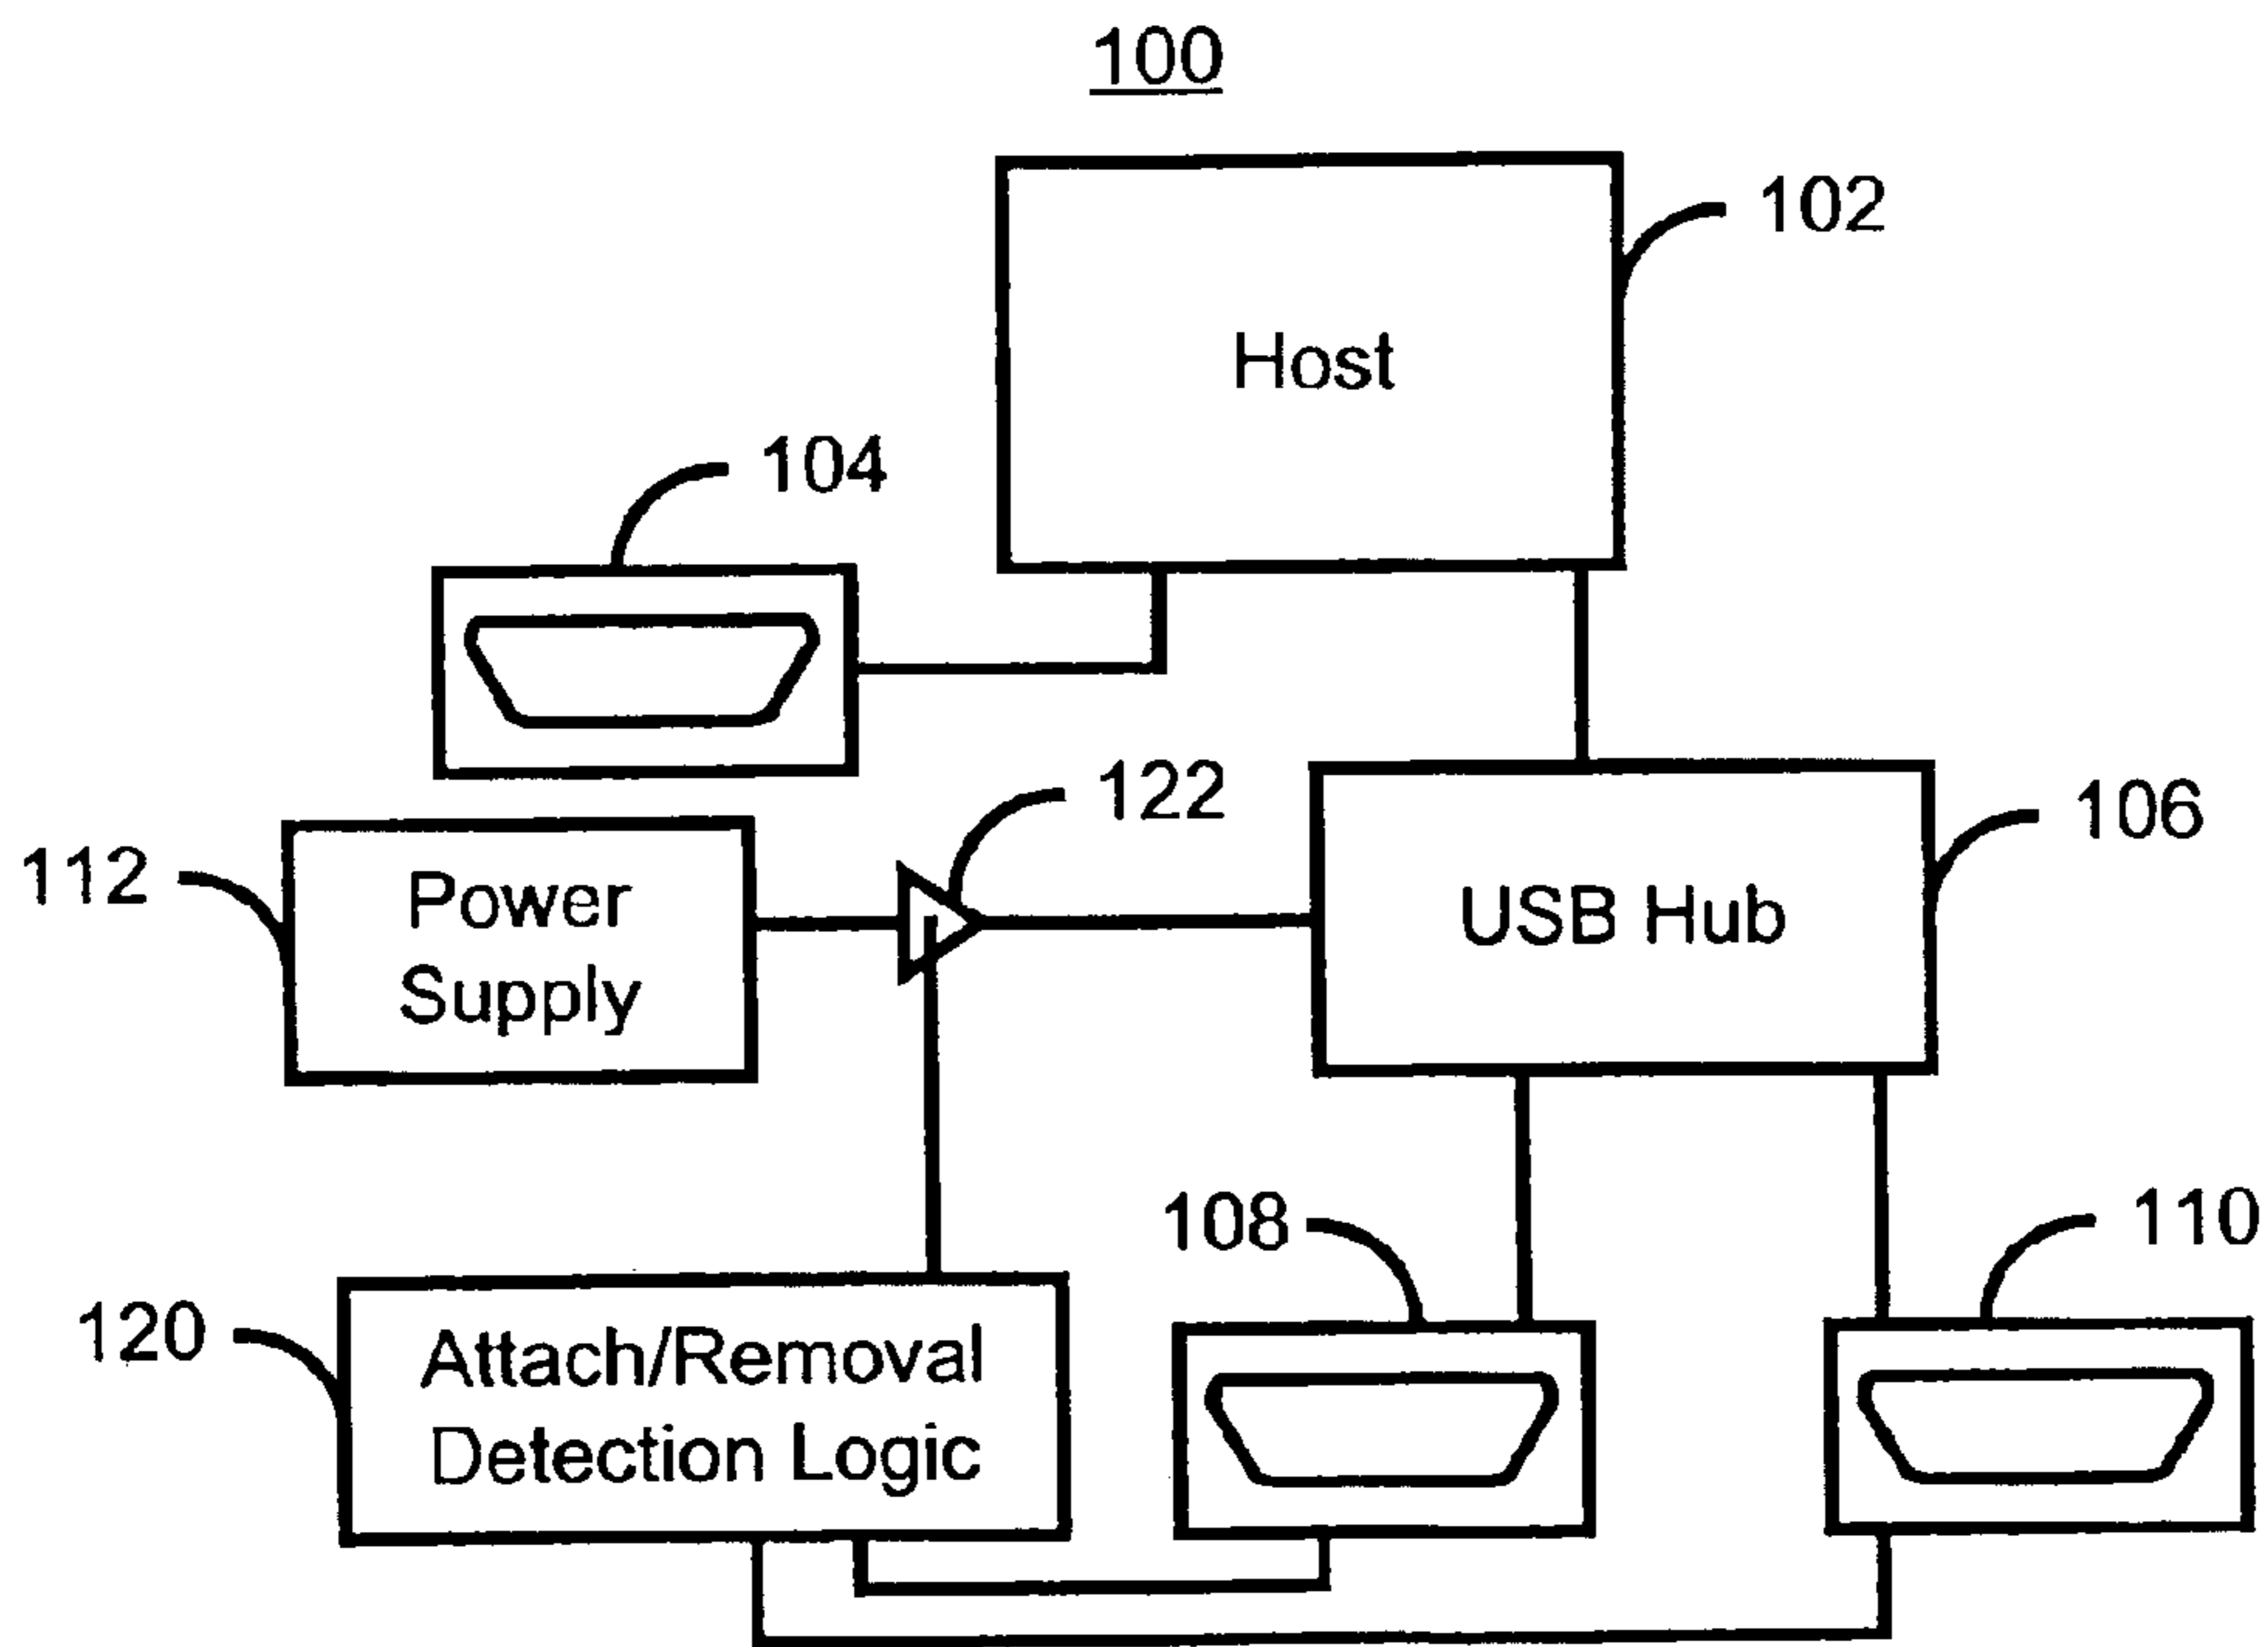 100
102
Host
104
122
106
112
Power
Supply
USB Hub
108
110
120
Attach/Removal
Detection Logic